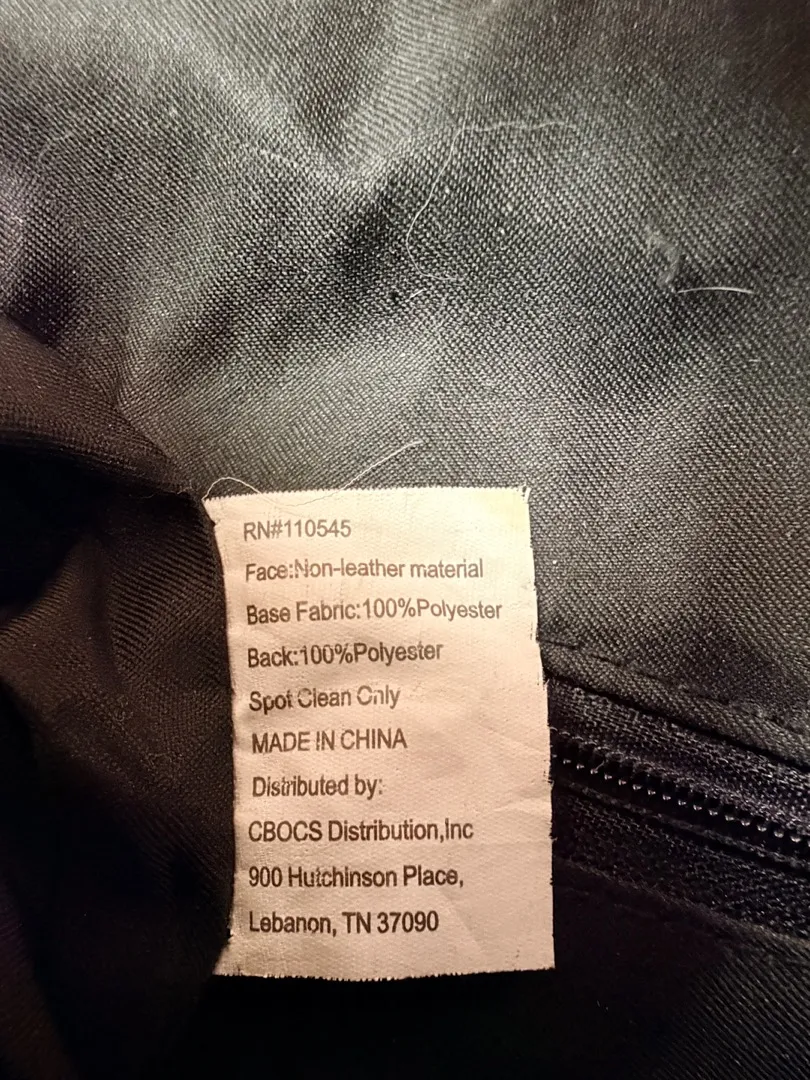 RN#110545
Face:Non-leather material
Base Fabric:100%Polyester
Back:100%Polyester
Spot Clean Only
MADE IN CHINA
Distributed by:
CBOCS Distribution,Inc
900 Hutchinson Place,
Lebanon, TN 37090